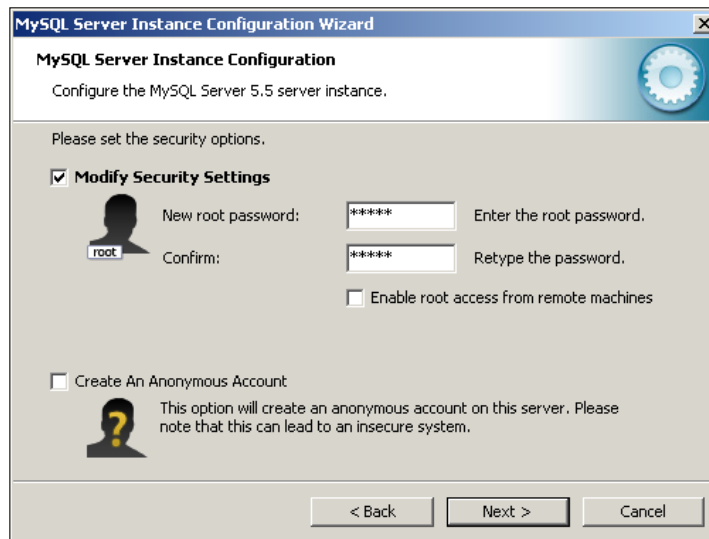 MySQL Server Instance Configuration Wizard
MySQL Server Instance Configuration
Configure the MySQL Server 5.5 server instance.
Please set the security options.
Modify Security Settings
New root password: ***** Enter the root password.
root
Confirm: ***** Retype the password.
Enable root access from remote machines
Create An Anonymous Account
This option will create an anonymous account on this server. Please
note that this can lead to an insecure system.
< Back Next > Cancel